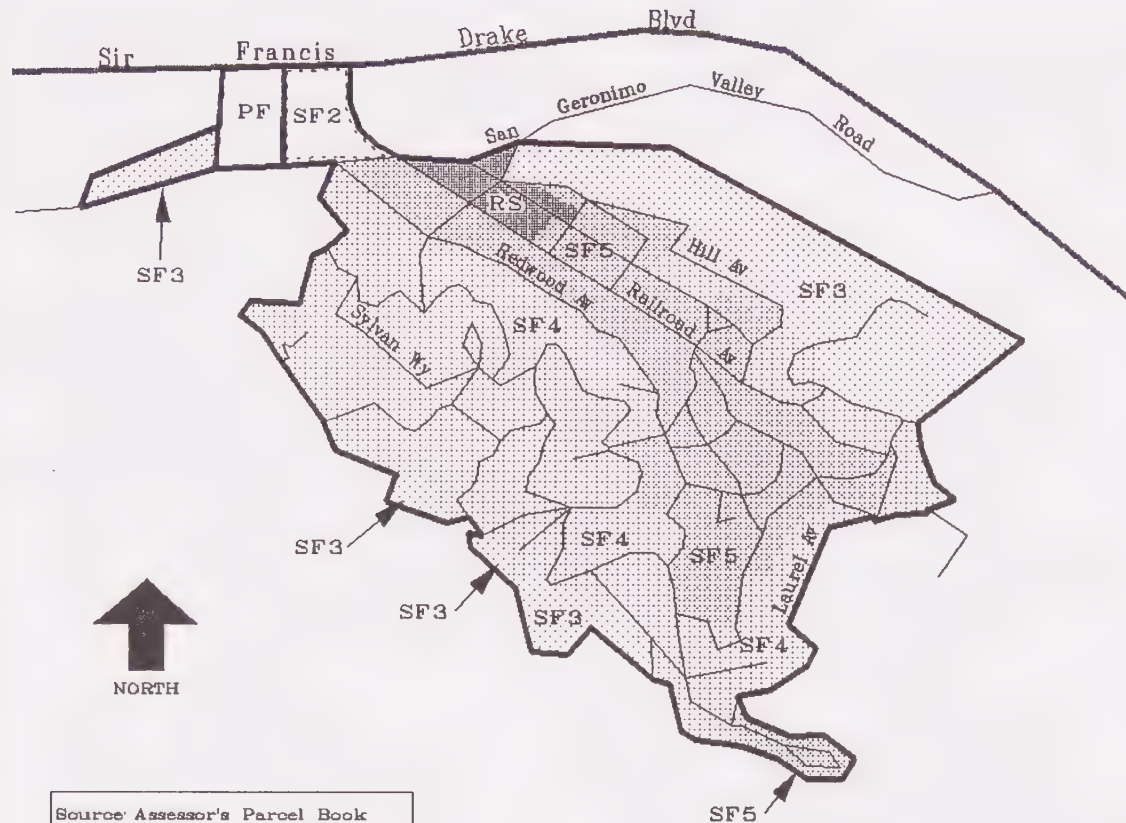 Sir Francis Drake Blvd
San Geronimo Valley Road
PF
SF2
RS
SF5
Hill Av
SF3
SF3
Redwood Av
Railroad Av
Sylvan Wy
SF4
SF3
SF4
SF5
Laurel Av
SF3
SF3
SF4
NORTH
SF5
Source: Assessor's Parcel Book